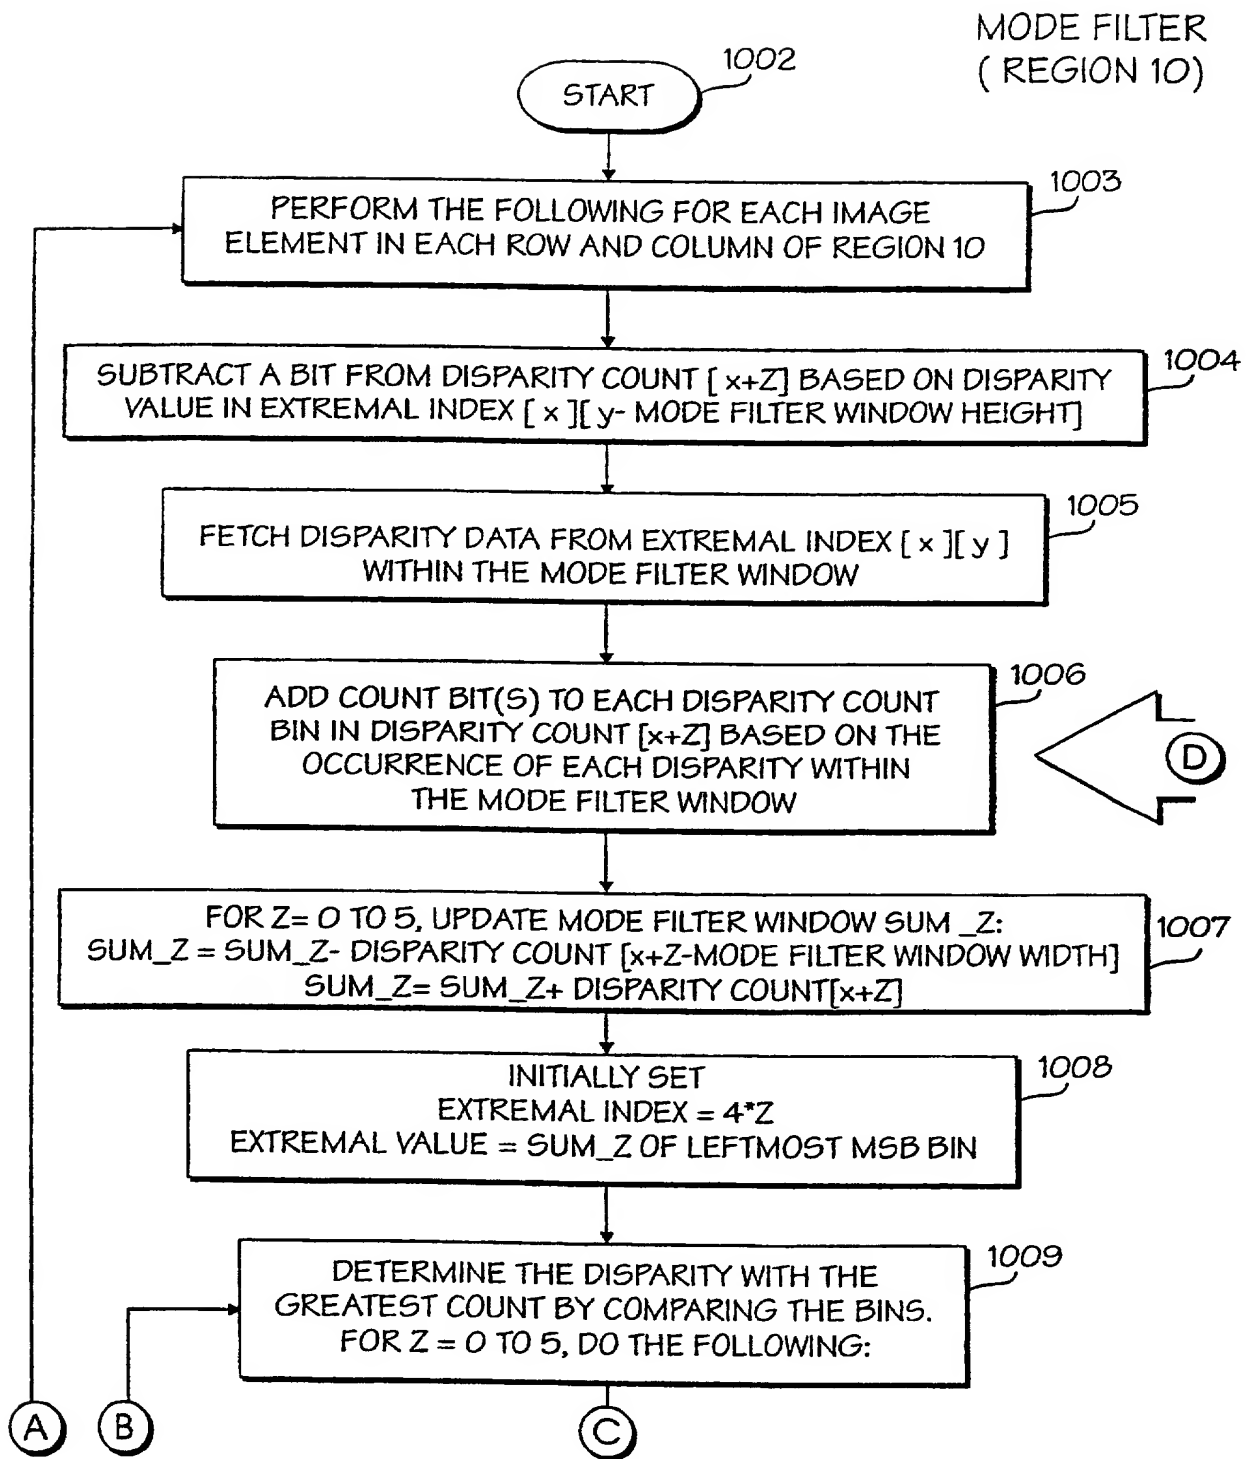 MODE FILTER
( REGION 10)
1002
START
1003
PERFORM THE FOLLOWING FOR EACH IMAGE
ELEMENT IN EACH ROW AND COLUMN OF REGION 10
1004
SUBTRACT A BIT FROM DISPARITY COUNT [ x+Z] BASED ON DISPARITY
VALUE IN EXTREMAL INDEX [ x ][ y- MODE FILTER WINDOW HEIGHT]
1005
FETCH DISPARITY DATA FROM EXTREMAL INDEX [ x ][ y ]
WITHIN THE MODE FILTER WINDOW
1006
ADD COUNT BIT(S) TO EACH DISPARITY COUNT
BIN IN DISPARITY COUNT [x+Z] BASED ON THE
OCCURRENCE OF EACH DISPARITY WITHIN
THE MODE FILTER WINDOW
D
1007
FOR Z= 0 TO 5, UPDATE MODE FILTER WINDOW SUM _Z:
SUM_Z = SUM_Z- DISPARITY COUNT [x+Z-MODE FILTER WINDOW WIDTH]
SUM_Z= SUM_Z+ DISPARITY COUNT[x+Z]
1008
INITIALLY SET
EXTREMAL INDEX = 4*Z
EXTREMAL VALUE = SUM_Z OF LEFTMOST MSB BIN
1009
DETERMINE THE DISPARITY WITH THE
GREATEST COUNT BY COMPARING THE BINS.
FOR Z = 0 TO 5, DO THE FOLLOWING:
A
B
C